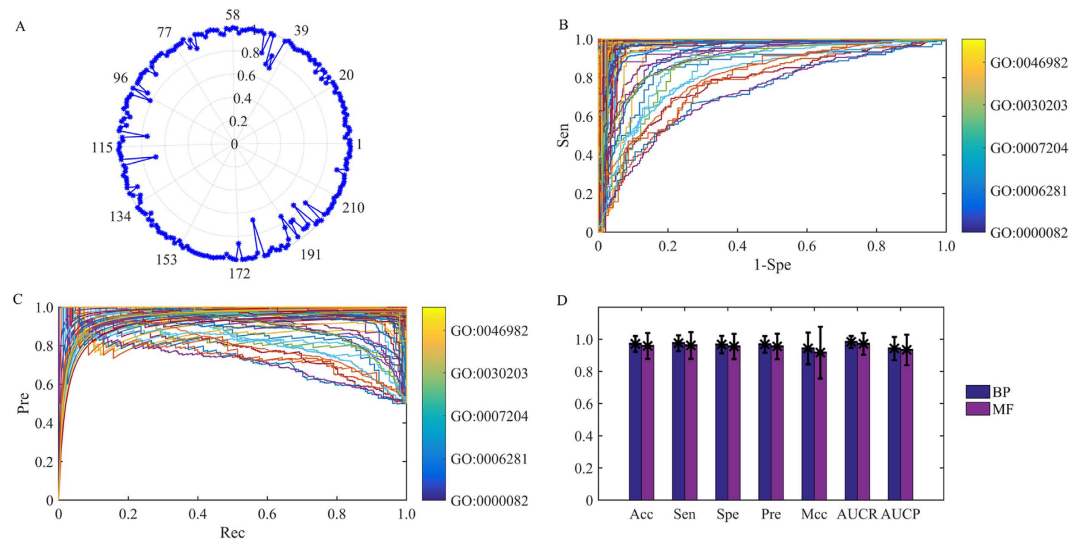 A
58
39
20
1
210
191
172
153
134
115
96
77
0.8
0.6
0.4
0.2
0
B
Sen
1.0
0.8
0.6
0.4
0.2
0
0
0.2
0.4
0.6
0.8
1.0
1-Spe
GO:0046982
GO:0030203
GO:0007204
GO:0006281
GO:0000082
C
Pre
1.0
0.8
0.6
0.4
0.2
0
0
0.2
0.4
0.6
0.8
1.0
Rec
GO:0046982
GO:0030203
GO:0007204
GO:0006281
GO:0000082
D
1.0
0.8
0.6
0.4
0.2
0
Acc Sen Spe Pre Mcc AUCR AUCP
BP
MF